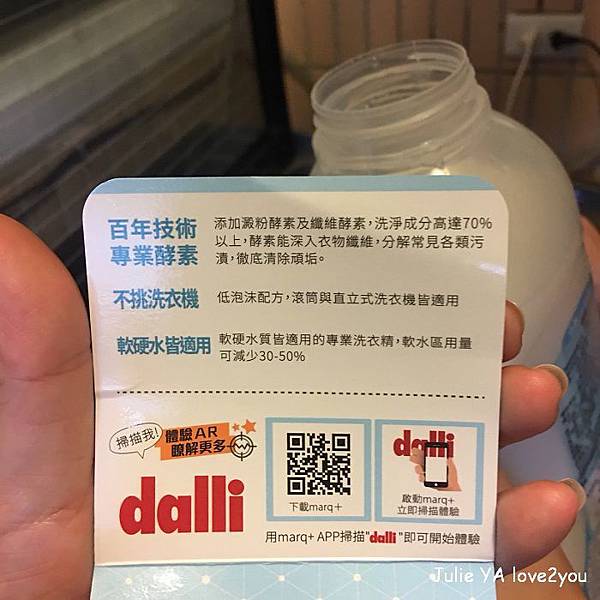 百年技術
專業酵素
添加澱粉酵素及纖維酵素,洗淨成分高達70%
以上,酵素能深入衣物纖維,分解常見各類污
漬,徹底清除頑垢。
不挑洗衣機
低泡沫配方,滾筒與直立式洗衣機皆適用
軟硬水皆適用
軟硬水質皆適用的專業洗衣精,軟水區用量
可減少30-50%
掃描我!
體驗AR
瞭解更多
dalli
下載marq+
dalli
啟動marq+
立即掃描體驗
用marq+ APP掃描"dalli"即可開始體驗
Julie YA love2you